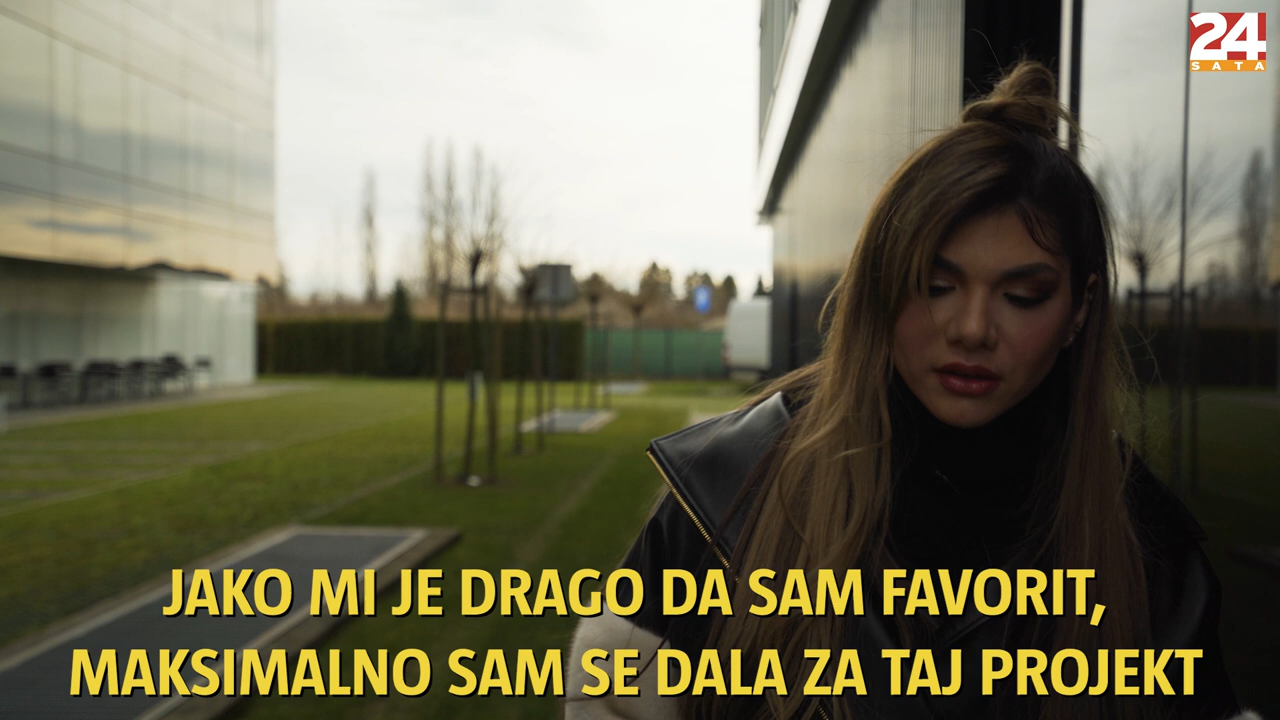 24
SATA
JAKO MI JE DRAGO DA SAM FAVORIT,
MAKSIMALNO SAM SE DALA ZA TAJ PROJEKT